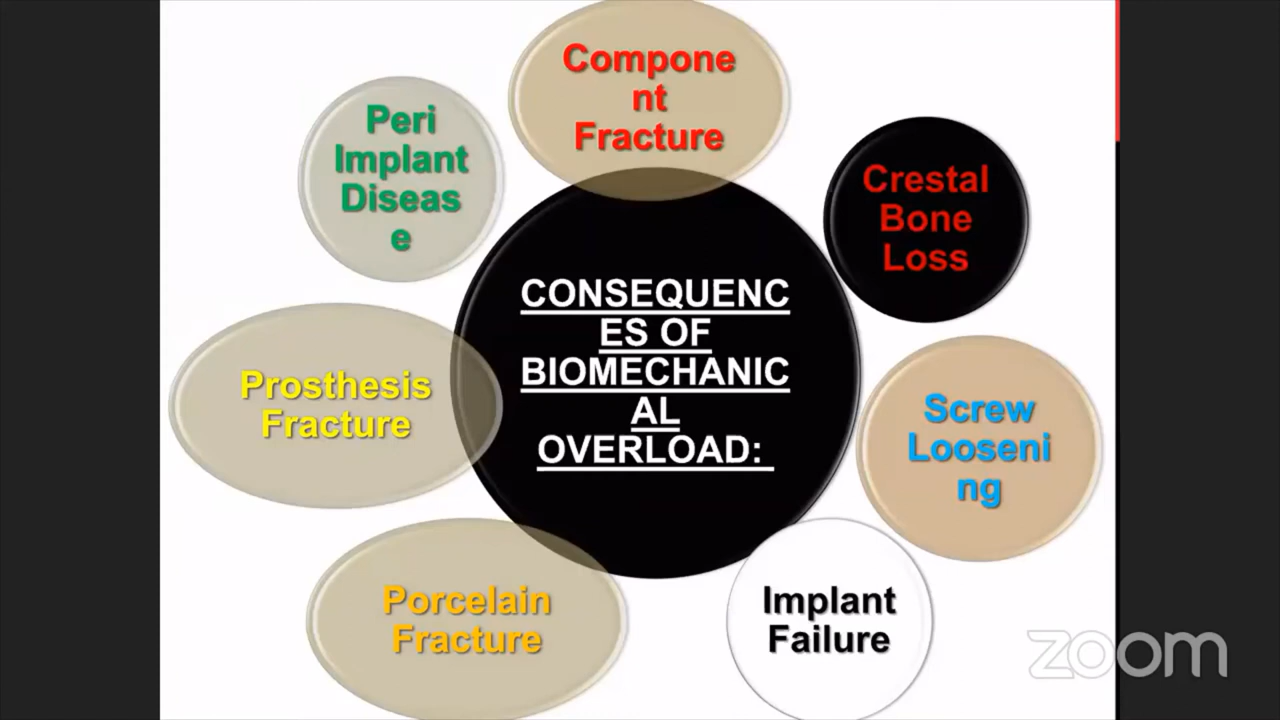 Compone
nt
Fracture
Peri
Implant
Diseas
e
Crestal
Bone
Loss
CONSEQUENC
ES OF
BIOMECHANIC
AL
OVERLOAD:
Prosthesis
Fracture
Screw
Looseni
ng
Porcelain
Fracture
Implant
Failure
zoom